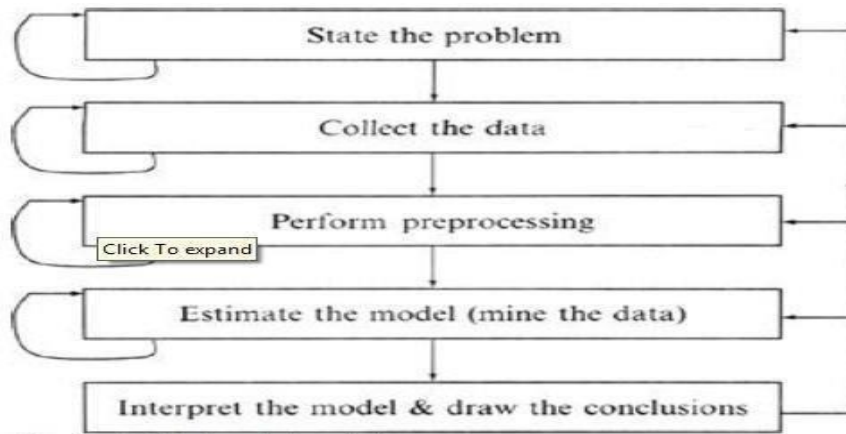 State the problem
Collect the data
Perform preprocessing
Click To expand
Estimate the model (mine the data)
Interpret the model & draw the conclusions